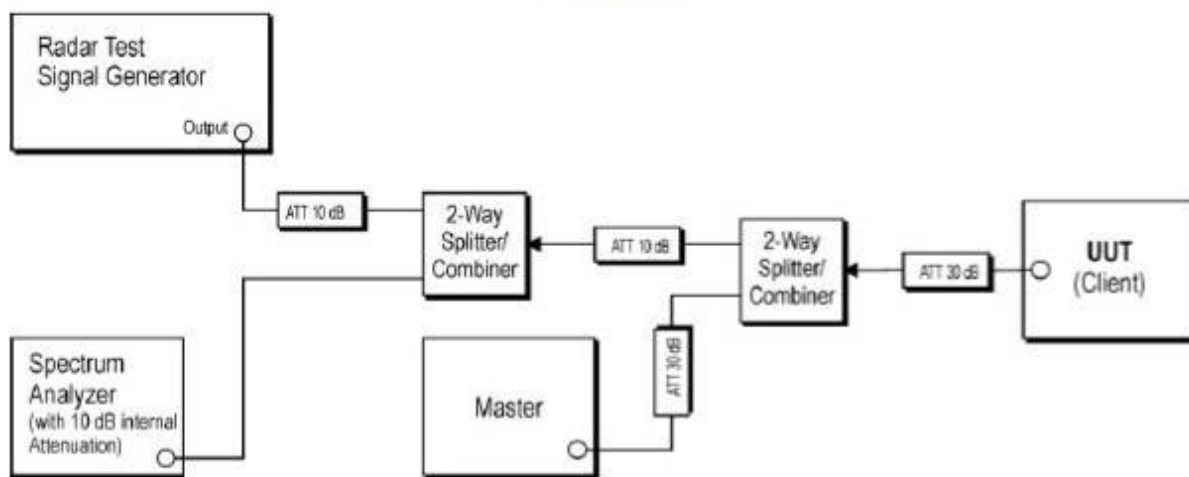 Radar Test
Signal Generator
Output
ATT 10 dB
2-Way
Splitter/
Combiner
ATT 10 dB
2-Way
Splitter/
Combiner
ATT 30 dB
UUT
(Client)
Spectrum
Analyzer
(with 10 dB internal
Attenuation)
Master
ATT 30 dB